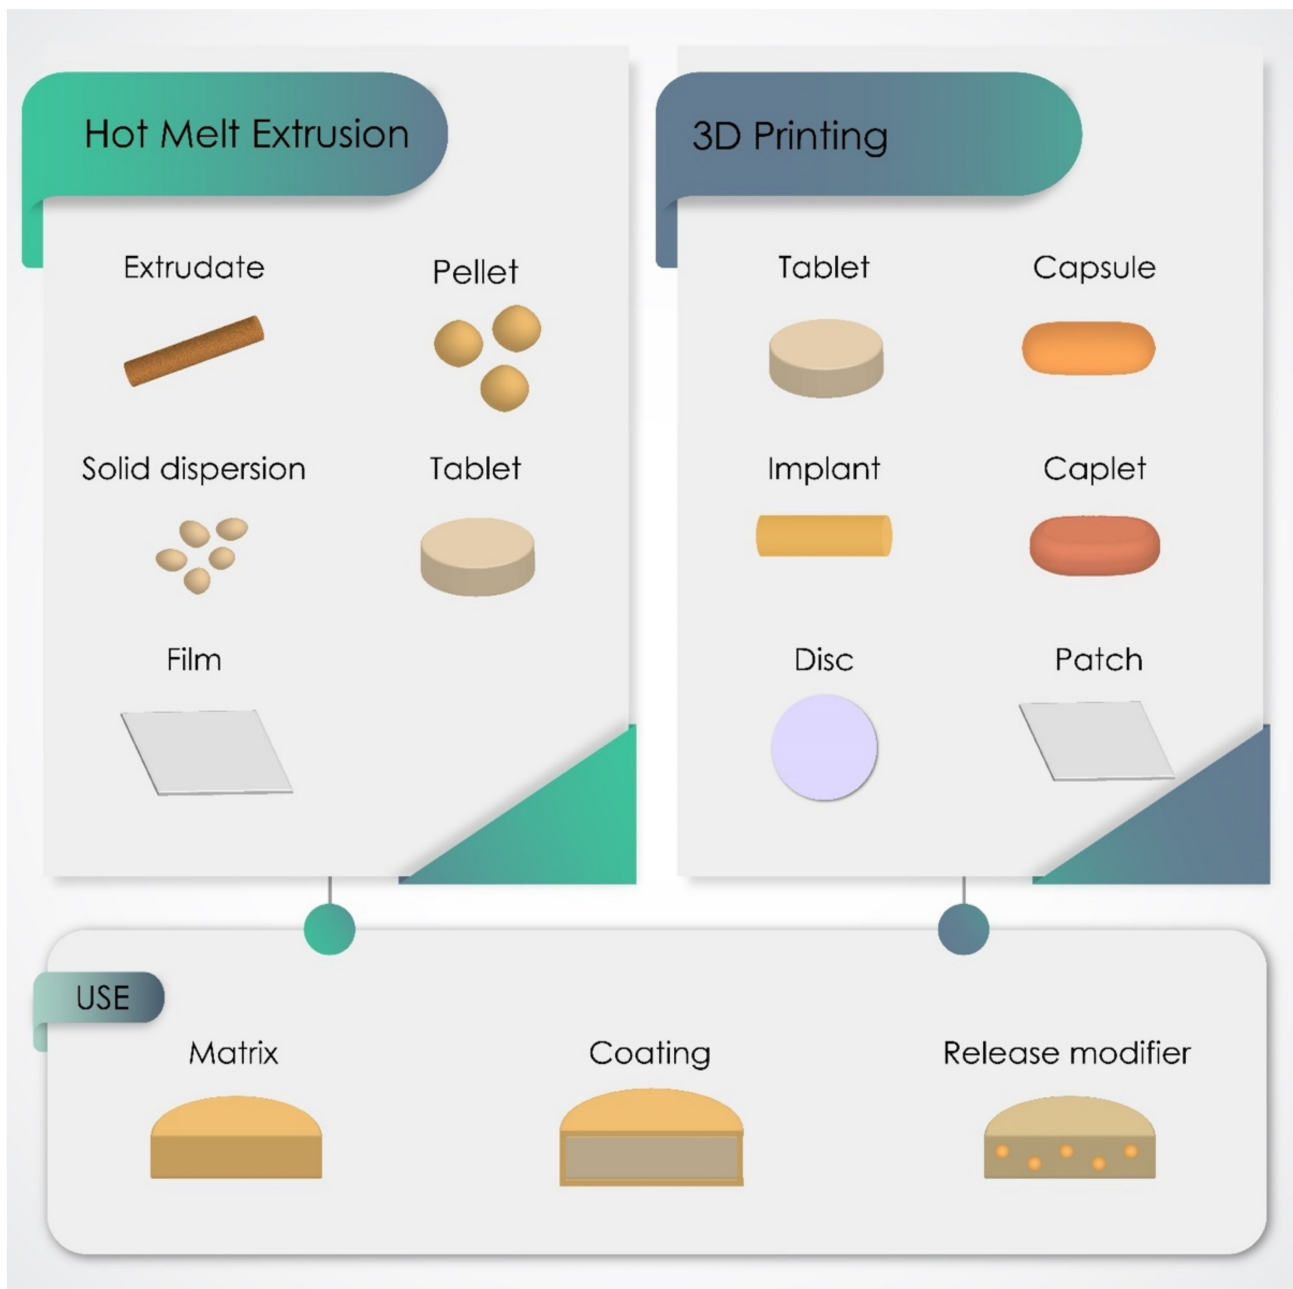 Hot Melt Extrusion
Extrudate
Pellet
Solid dispersion
Tablet
Film
3D Printing
Tablet
Capsule
Implant
Caplet
Disc
Patch
USE
Matrix
Coating
Release modifier